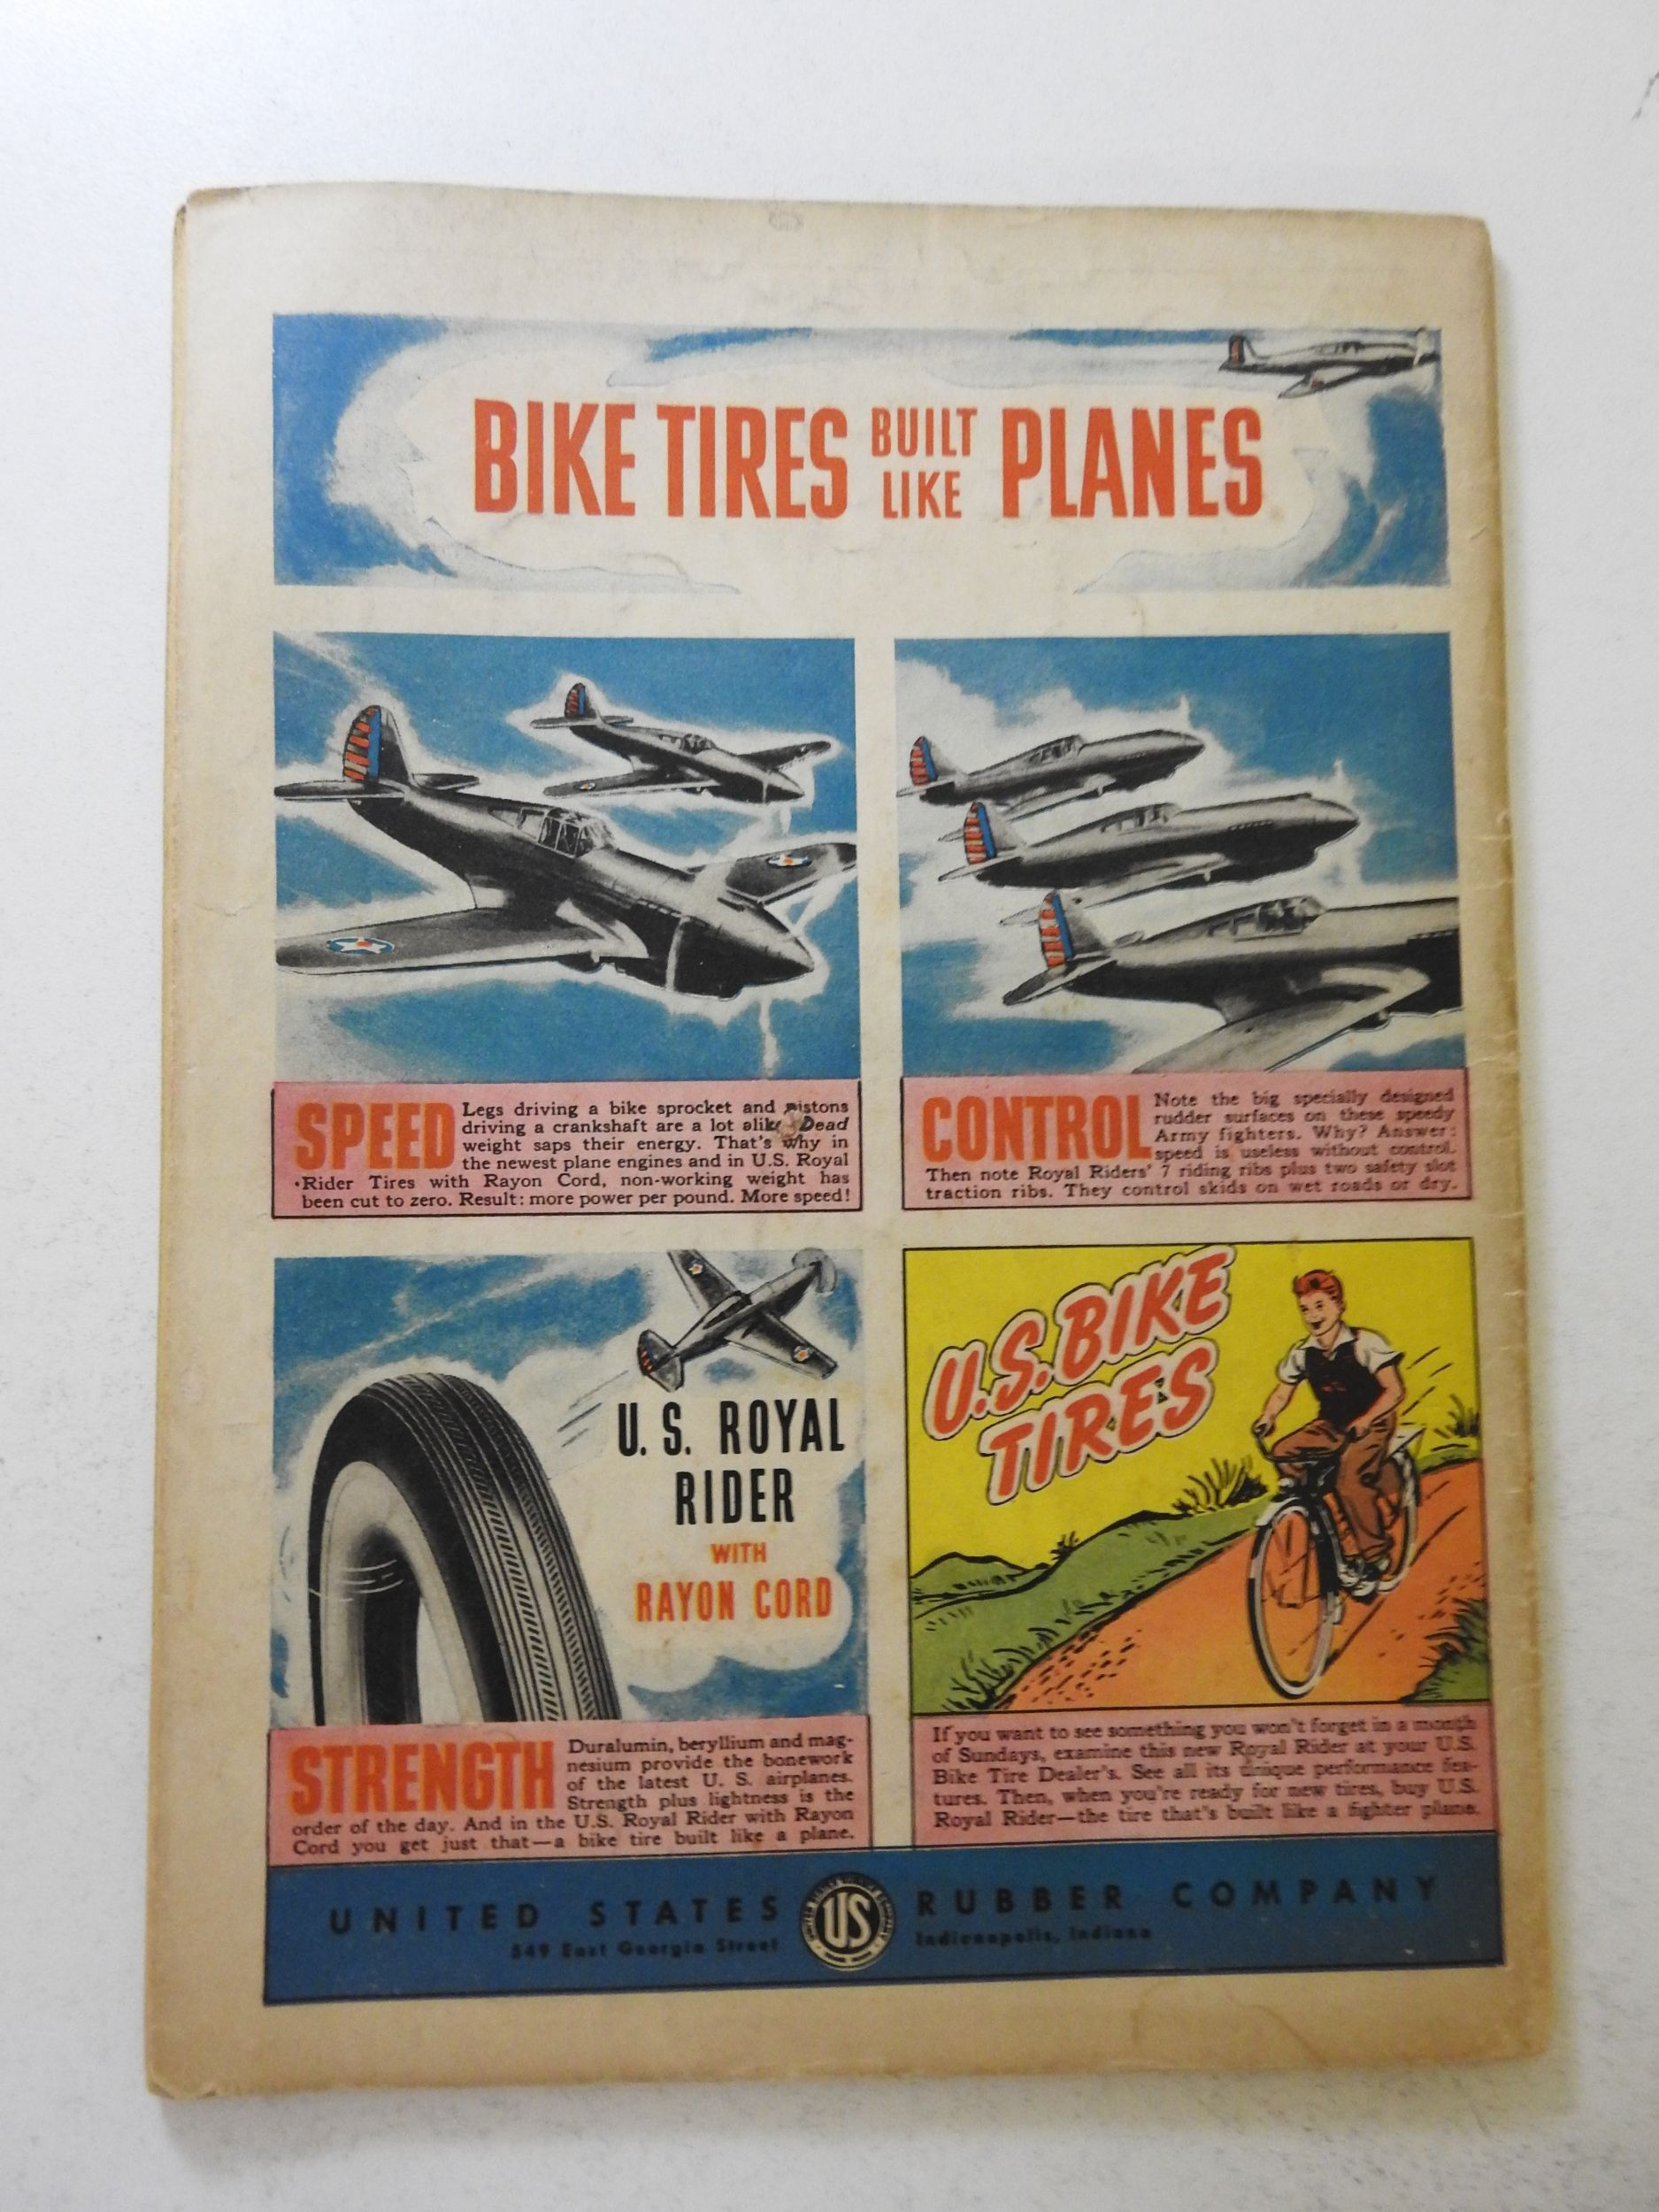 BIKE TIRES BUILT LIKE PLANES
SPEED
Legs driving a bike sprocket and pistons
driving a crankshaft are a lot alike Dead
weight saps their energy. That's why in
the newest plane engines and in U.S. Royal
Rider Tires with Rayon Cord, non-working weight has
been cut to zero. Result: more power per pound. More speed!
CONTROL
Note the big specially designed
rudder surfaces on these speedy
Army fighters. Why? Answer:
speed is useless without control.
Then note Royal Riders' 7 riding ribs plus two safety slot
traction ribs. They control skids on wet roads or dry.
U. S. ROYAL
RIDER
WITH
RAYON CORD
STRENGTH
Duralumin, beryllium and mag-
nesium provide the bonework
of the latest U. S. airplanes.
Strength plus lightness is the
order of the day. And in the U.S. Royal Rider with Rayon
Cord you get just that—a bike tire built like a plane.
U.S. BIKE
TIRES
If you want to see something you won't forget in a month
of Sundays, examine this new Royal Rider at your U.S.
Bike Tire Dealer's. See all its unique performance fea-
tures. Then, when you're ready for new tires, buy U.S.
Royal Rider—the tire that's built like a fighter plane.
UNITED STATES US RUBBER COMPANY
549 East Georgia Street Indianapolis, Indiana